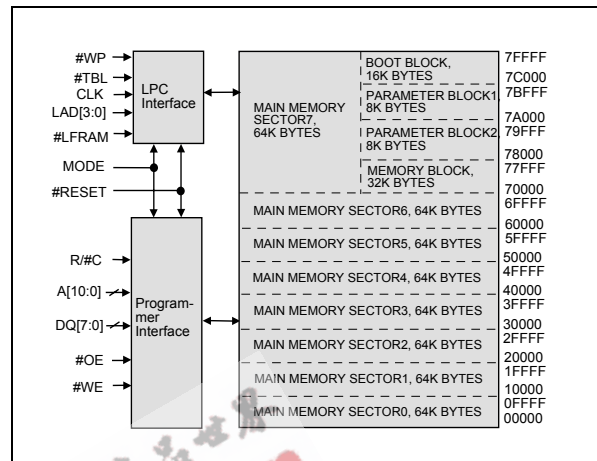 #WP
#TBL
CLK
LAD[3:0]
#LFRAM
MODE
#RESET
R/#C
A[10:0]
DQ[7:0]
#OE
#WE
LPC
Interface
Program-
mer
Interface
MAIN MEMORY
SECTOR7,
64K BYTES
BOOT BLOCK,
16K BYTES
PARAMETER BLOCK1,
8K BYTES
PARAMETER BLOCK2,
8K BYTES
MEMORY BLOCK,
32K BYTES
MAIN MEMORY SECTOR6, 64K BYTES
MAIN MEMORY SECTOR5, 64K BYTES
MAIN MEMORY SECTOR4, 64K BYTES
MAIN MEMORY SECTOR3, 64K BYTES
MAIN MEMORY SECTOR2, 64K BYTES
MAIN MEMORY SECTOR1, 64K BYTES
MAIN MEMORY SECTOR0, 64K BYTES
7FFFF
7C000
7BFFF
7A000
79FFF
78000
77FFF
70000
6FFFF
60000
5FFFF
50000
4FFFF
40000
3FFFF
30000
2FFFF
20000
1FFFF
10000
0FFFF
00000